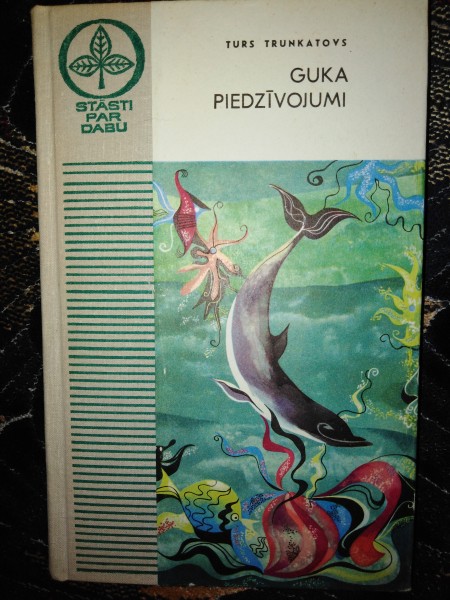 STĀSTI
PAR
DABU
TURS TRUNKATOVS
GUKA
PIEDZĪVOJUMI